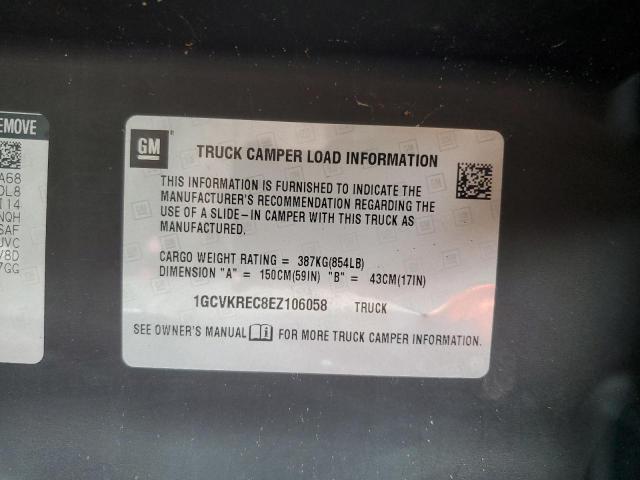 EMOVE
A68
DL8
I14
NQH
SAF
UVC
V8D
7GG
GM
TRUCK CAMPER LOAD INFORMATION
THIS INFORMATION IS FURNISHED TO INDICATE THE
MANUFACTURER'S RECOMMENDATION REGARDING THE
USE OF A SLIDE-IN CAMPER WITH THIS TRUCK AS
MANUFACTURED.
CARGO WEIGHT RATING = 387KG(854LB)
DIMENSION "A" = 150CM(59IN) "B" = 43CM(17IN)
1GCVKREC8EZ106058 TRUCK
SEE OWNER'S MANUAL FOR MORE TRUCK CAMPER INFORMATION.